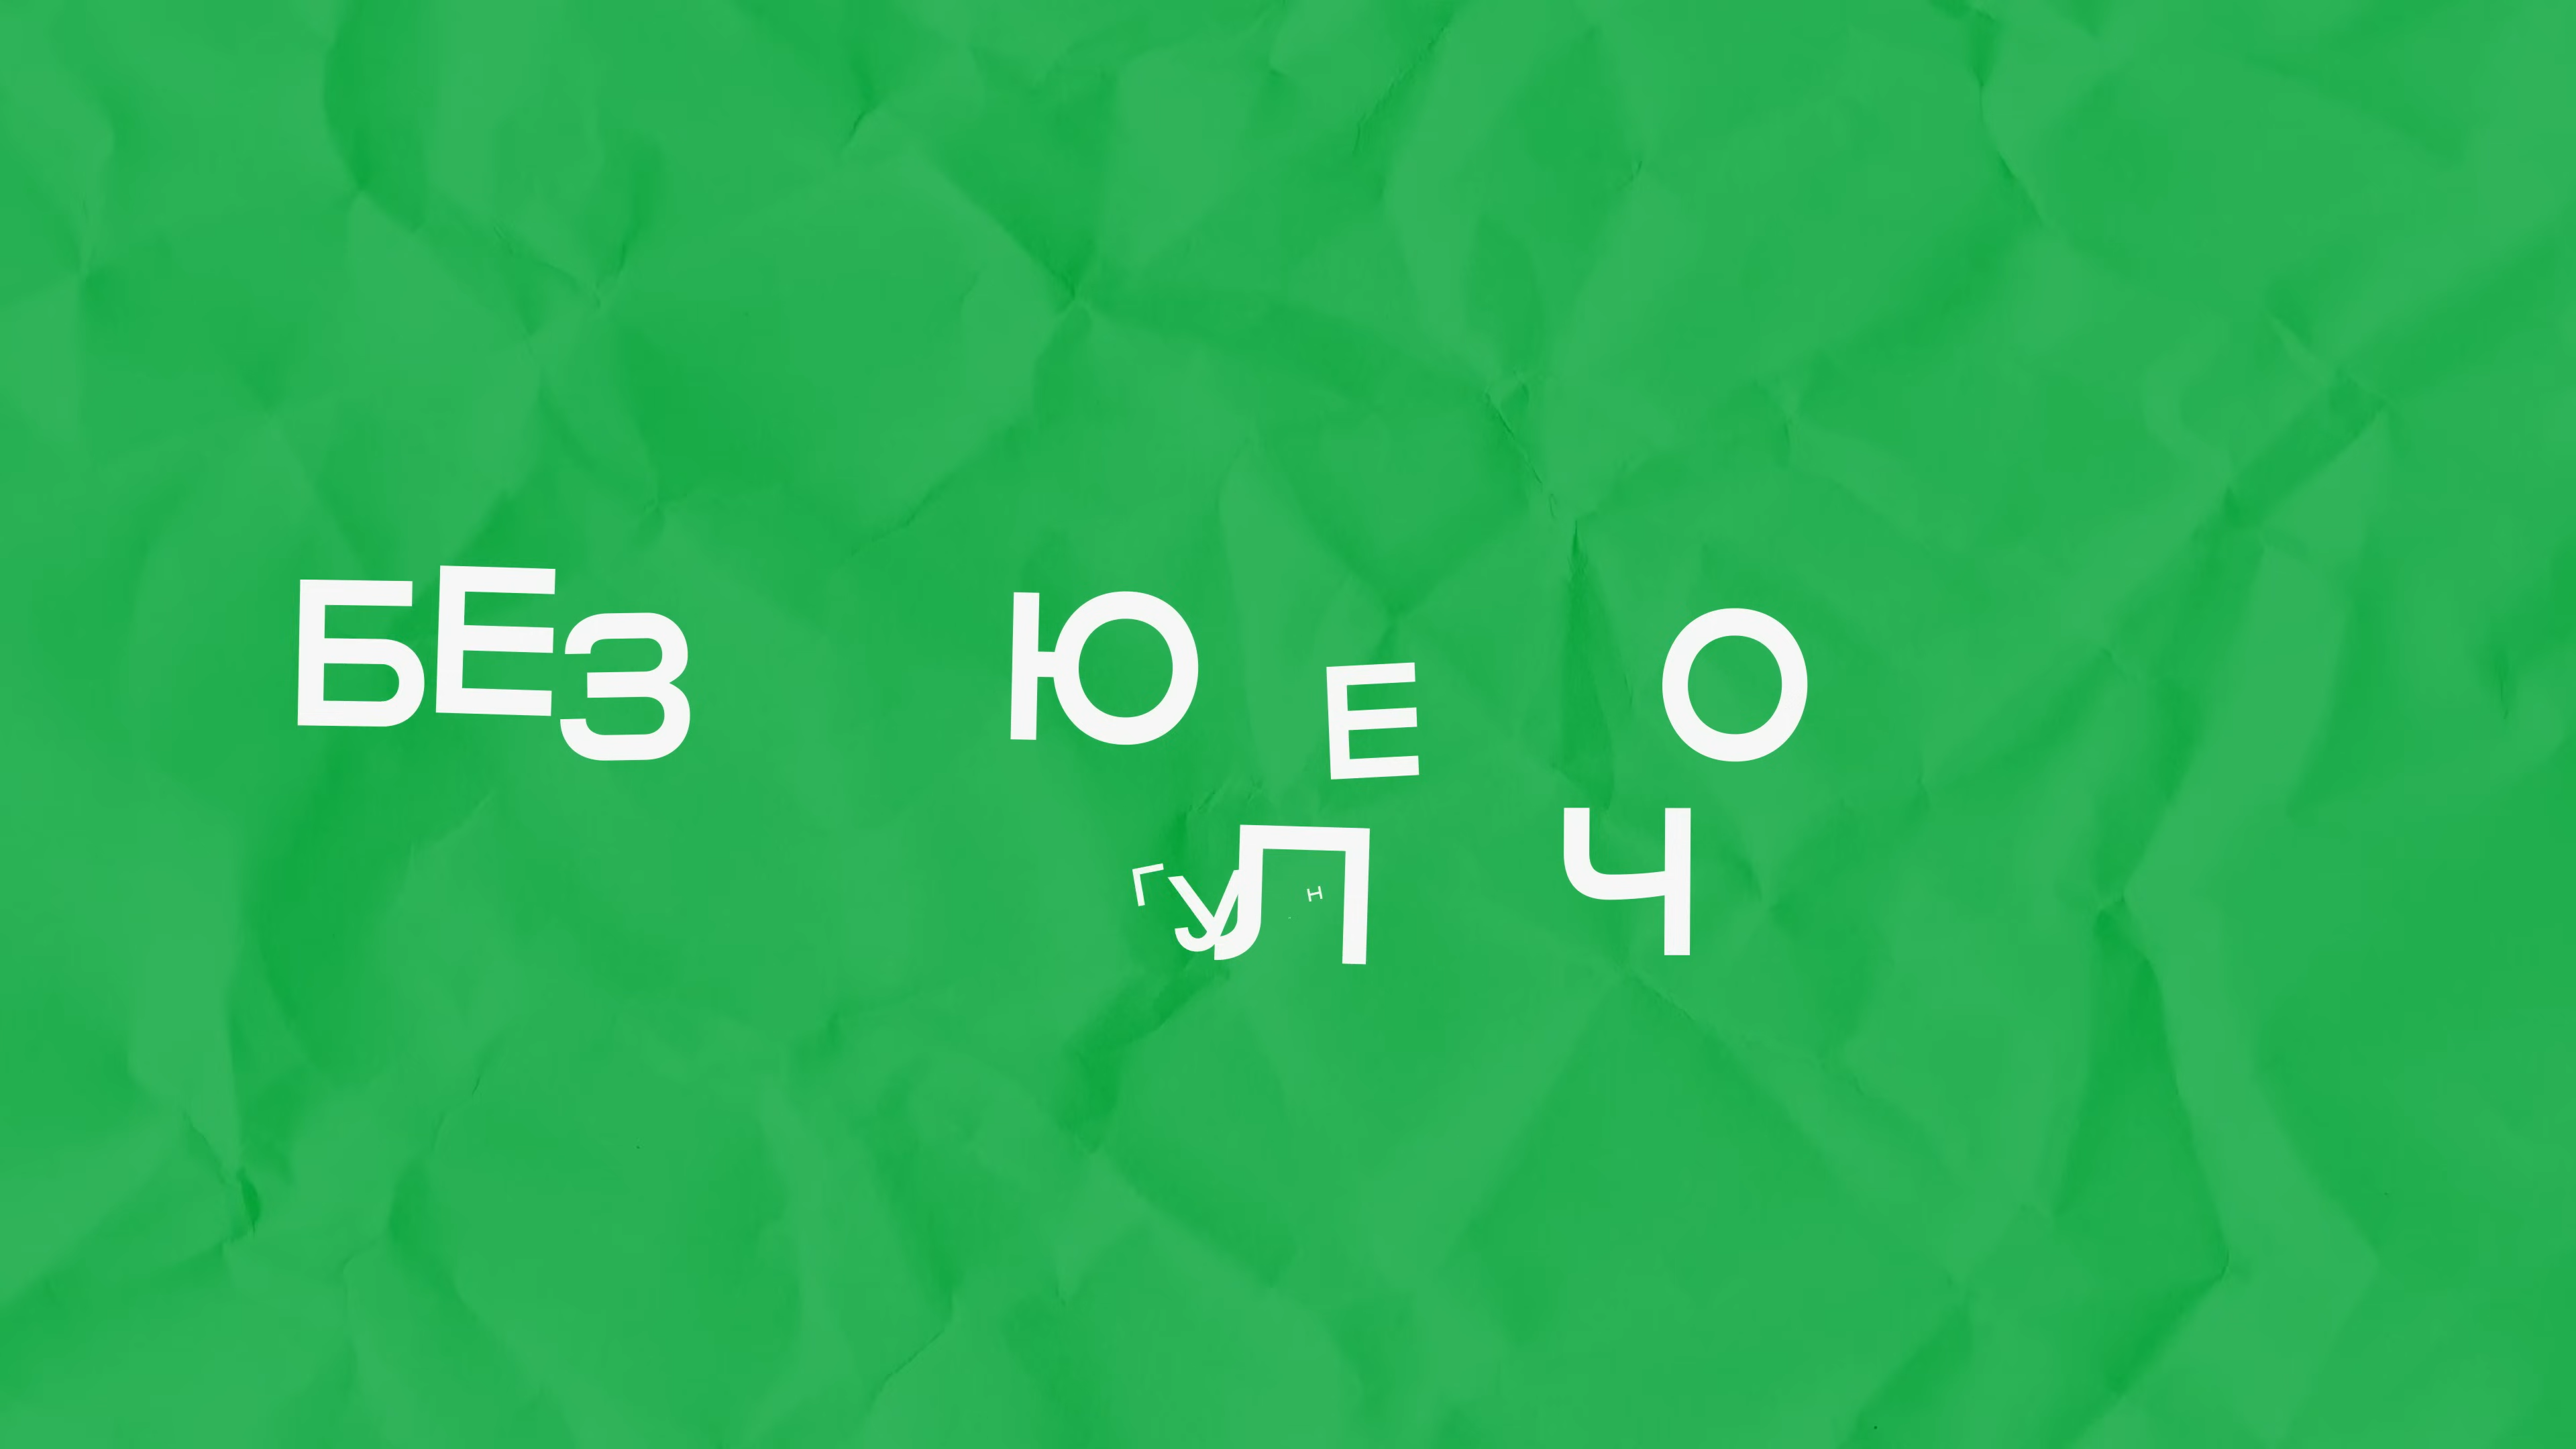 БЕЗ Ю Е О
Г У Л Н Ч